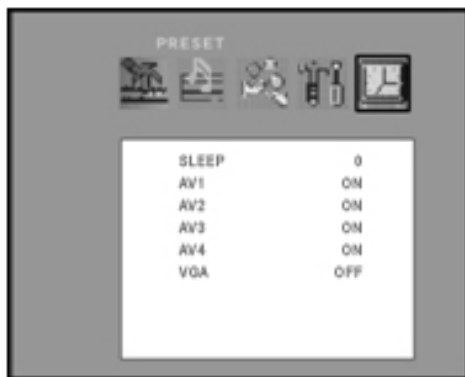 PRESET
SLEEP 0
AV1 ON
AV2 ON
AV3 ON
AV4 ON
VGA OFF